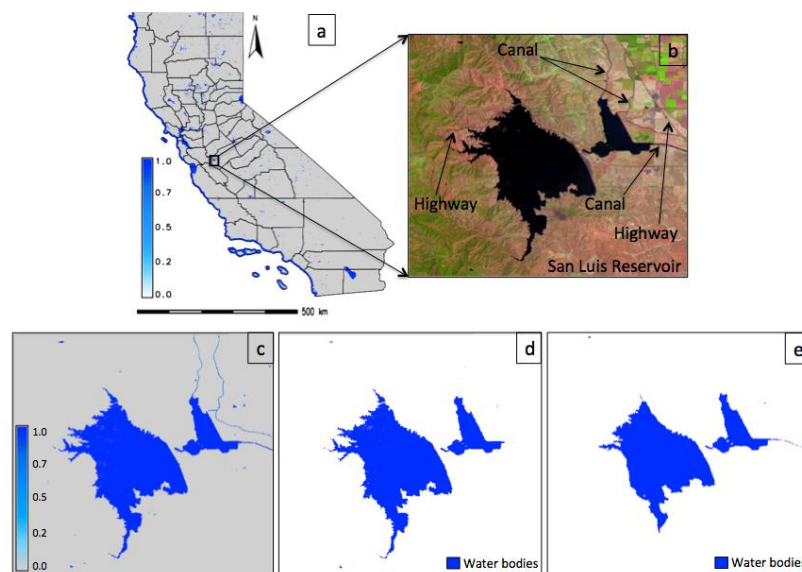 N
a
1.0
0.7
0.5
0.2
0.0
500 km
b
Canal
Highway
Canal
Highway
San Luis Reservoir
c
1.0
0.7
0.5
0.2
0.0
d
Water bodies
e
Water bodies